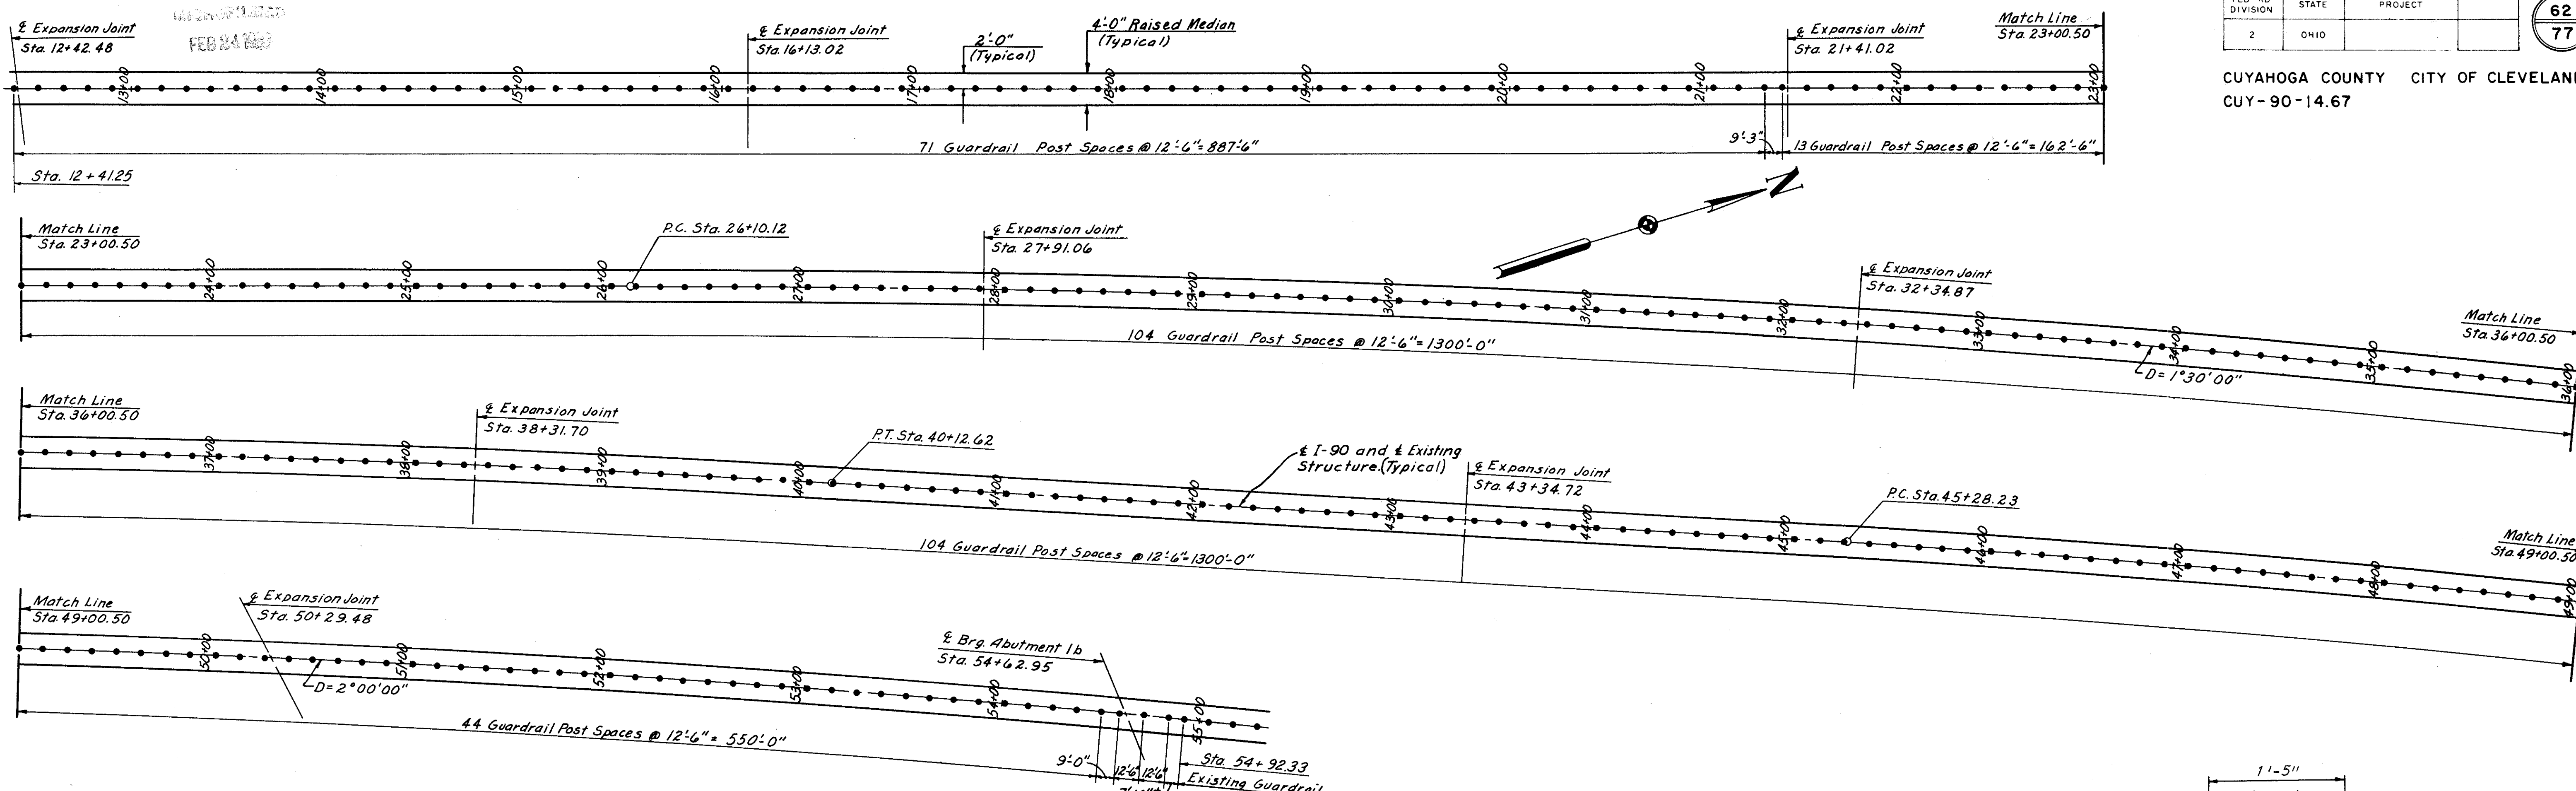 FEB 24
℄ Expansion Joint
Sta. 12+42.48
℄ Expansion Joint
Sta. 16+13.02
2'-0"
(Typical)
4'-0" Raised Median
(Typical)
℄ Expansion Joint
Sta. 21+41.02
Match Line
Sta. 23+00.50
DIVISION
STATE
PROJECT
2
OHIO
62
77
CUYAHOGA COUNTY CITY OF CLEVELAND
CUY-90-14.67
13+00
14+00
15+00
16+00
17+00
18+00
19+00
20+00
21+00
22+00
23+00
71 Guardrail Post Spaces @ 12'-6"= 887'-6"
9'-3"
13 Guardrail Post Spaces @ 12'-6" = 162'-6"
Sta. 12 + 41.25
Match Line
Sta. 23+00.50
P.C. Sta. 26+10.12
℄ Expansion Joint
Sta. 27+91.06
N
℄ Expansion Joint
Sta. 32+34.87
Match Line
Sta. 36+00.50
24+00
25+00
26+00
27+00
28+00
29+00
30+00
31+00
32+00
33+00
34+00
35+00
36+00
104 Guardrail Post Spaces @ 12'-6"= 1300'-0"
D= 1°30'00"
Match Line
Sta. 36+00.50
℄ Expansion Joint
Sta. 38+31.70
P.T. Sta. 40+12.62
℄ I-90 and ℄ Existing
Structure.(Typical)
℄ Expansion Joint
Sta. 43+34.72
P.C. Sta. 45+28.23
Match Line
Sta. 49+00.50
37+00
38+00
39+00
40+00
41+00
42+00
43+00
44+00
45+00
46+00
47+00
48+00
49+00
104 Guardrail Post Spaces @ 12'-6"= 1300'-0"
Match Line
Sta. 49+00.50
℄ Expansion Joint
Sta. 50+29.48
℄ Brg. Abutment 1b
Sta. 54+62.95
50+00
51+00
52+00
53+00
54+00
55+00
D= 2°00'00"
44 Guardrail Post Spaces @ 12'-6" = 550'-0"
9'-0"
12'-6"
12'-6"
Sta. 54+ 92.33
Existing Guardrail
1'-5"